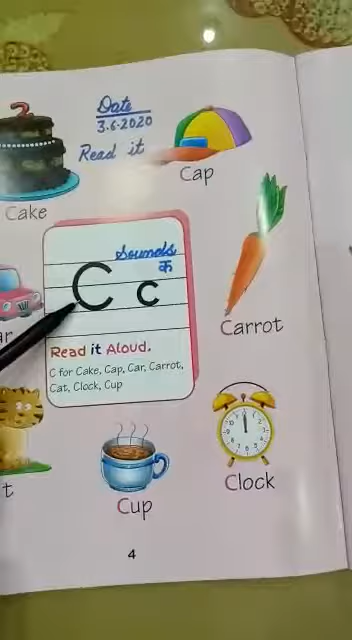 Date
3.6.2020
Read it
Cap
Cake
Sounds
क
C c
Carrot
Read it Aloud.
C for Cake, Cap, Car, Carrot,
Cat, Clock, Cup
Clock
Cup
4